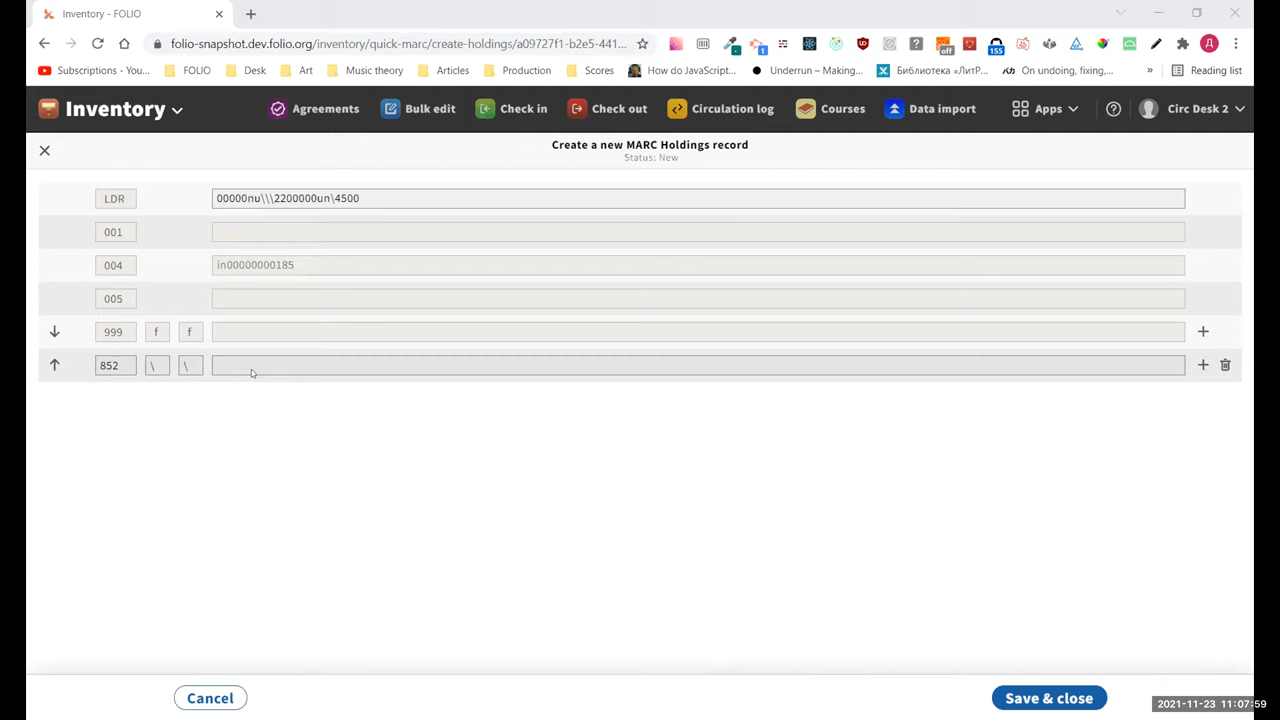 Inventory - FOLIO
folio-snapshot.dev.folio.org/inventory/quick-marc/create-holdings/a09727f1-b2e5-441...
off
1
155
Д
Subscriptions - You...
FOLIO
Desk
Art
Music theory
Articles
Production
Scores
How do JavaScript...
Underrun – Making...
Библиотека «ЛитР...
On undoing, fixing,...
»
Reading list
Inventory
Agreements
Bulk edit
Check in
Check out
Circulation log
Courses
Data import
Apps
Circ Desk 2
Create a new MARC Holdings record
Status: New
LDR 00000nu\\\2200000un\4500
001
004 in00000000185
005
999 f f
852 \ \
Cancel
Save & close
2021-11-23 11:07:59